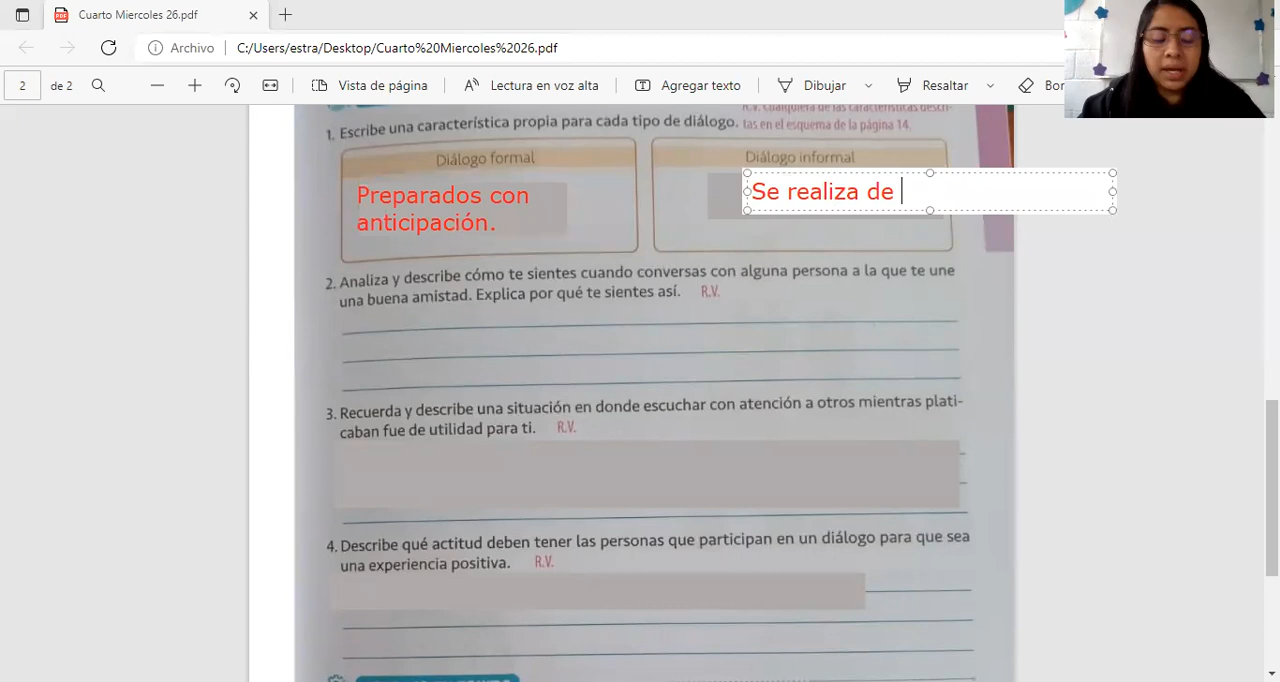 Cuarto Miercoles 26.pdf
Archivo
C:/Users/estra/Desktop/Cuarto%20Miercoles%2026.pdf
2
de 2
Vista de página
Lectura en voz alta
Agregar texto
Dibujar
Resaltar
Bor
R.V. Cualquiera de las características descri-
tas en el esquema de la página 14.
1. Escribe una característica propia para cada tipo de diálogo.
Diálogo formal
Preparados con
anticipación.
Diálogo informal
Se realiza de
2. Analiza y describe cómo te sientes cuando conversas con alguna persona a la que te une
una buena amistad. Explica por qué te sientes así. R.V.
3. Recuerda y describe una situación en donde escuchar con atención a otros mientras plati-
caban fue de utilidad para ti. R.V.
4. Describe qué actitud deben tener las personas que participan en un diálogo para que sea
una experiencia positiva. R.V.